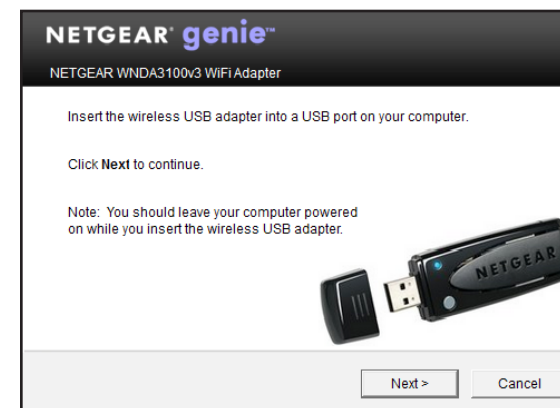 NETGEAR® genie™
NETGEAR WNDA3100v3 WiFi Adapter
Insert the wireless USB adapter into a USB port on your computer.
Click Next to continue.
Note: You should leave your computer powered
on while you insert the wireless USB adapter.
NETGEAR
Next >
Cancel